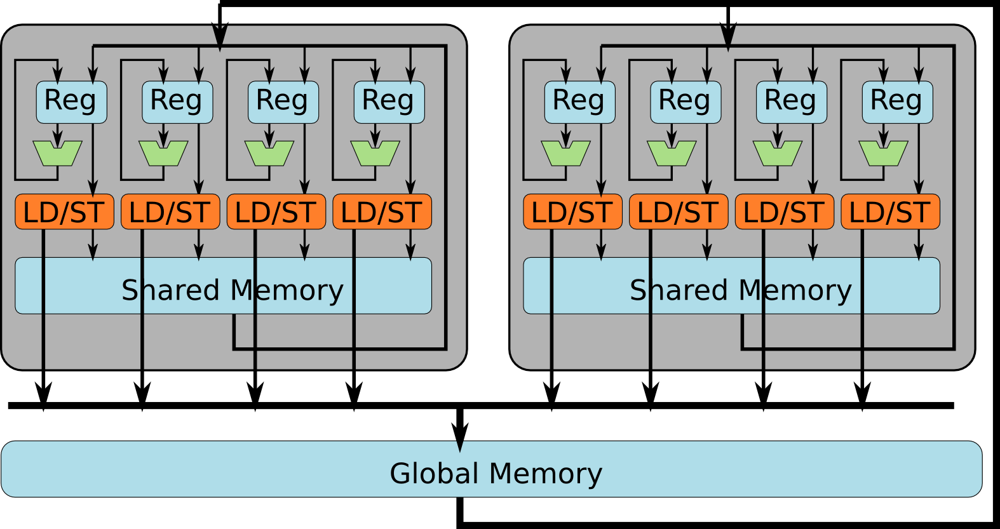 Reg Reg Reg Reg Reg Reg Reg Reg
LD/ST LD/ST LD/ST LD/ST LD/ST LD/ST LD/ST LD/ST
Shared Memory Shared Memory
Global Memory